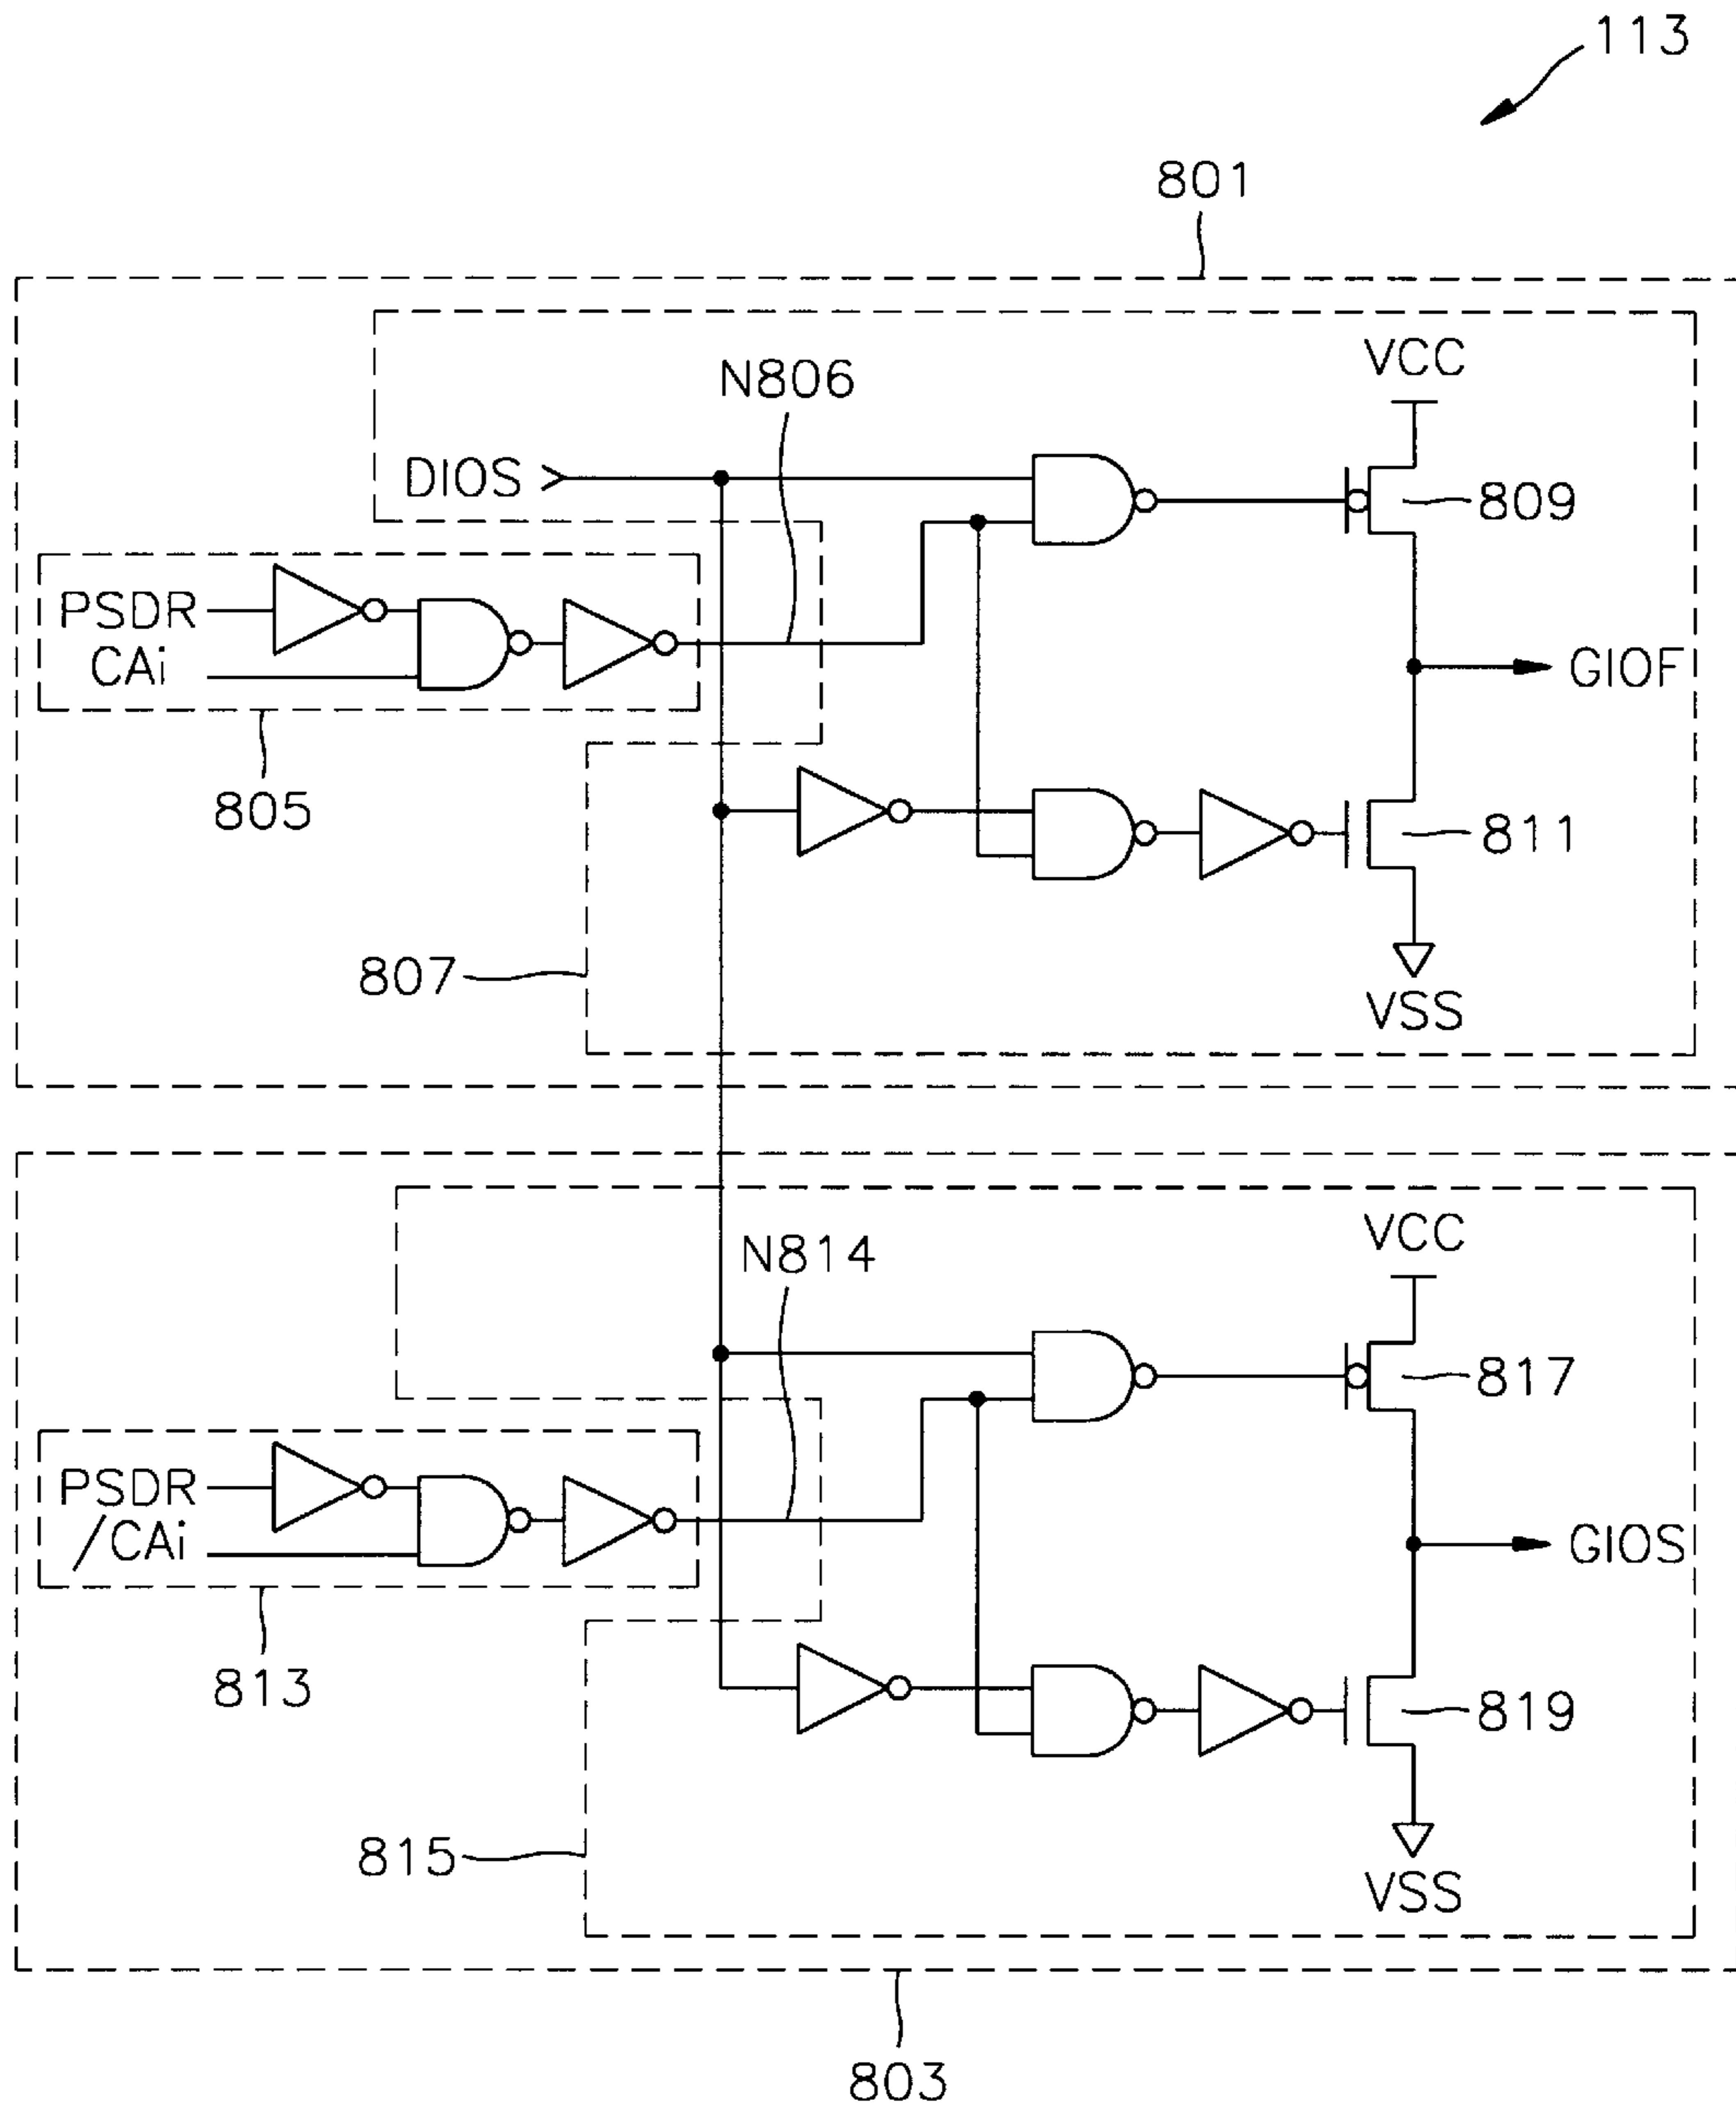 113
801
VCC
N806
DIOS
809
PSDR
CAi
GIOF
805
811
807
VSS
VCC
N814
817
PSDR
/CAi
GIOS
813
819
815
VSS
803